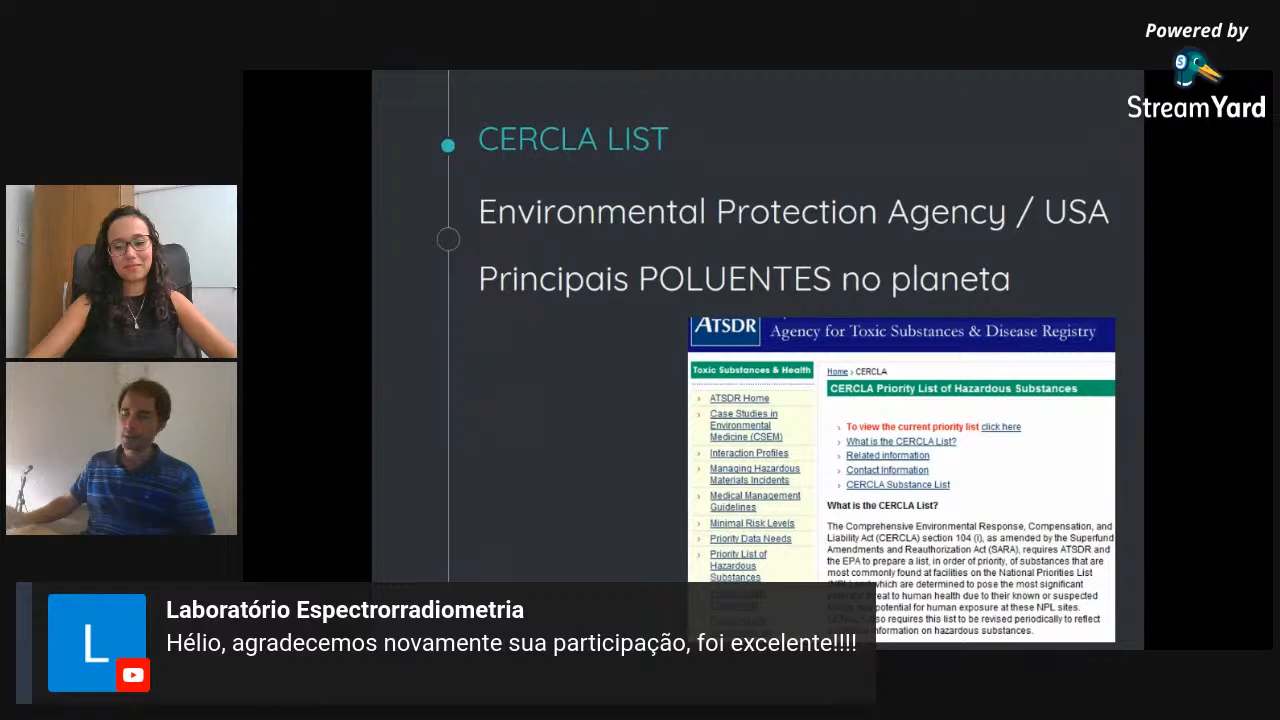 Powered by
StreamYard
CERCLA LIST
Environmental Protection Agency / USA
Principais POLUENTES no planeta
ATSDR
Agency for Toxic Substances & Disease Registry
Toxic Substances & Health
ATSDR Home
Case Studies in
Environmental
Medicine (CSEM)
Interaction Profiles
Managing Hazardous
Materials Incidents
Medical Management
Guidelines
Minimal Risk Levels
Priority Data Needs
Priority List of
Hazardous
Substances
Home > CERCLA
CERCLA Priority List of Hazardous Substances
To view the current priority list click here
What is the CERCLA List?
Related information
Contact Information
CERCLA Substance List
What is the CERCLA List?
The Comprehensive Environmental Response, Compensation, and
Liability Act (CERCLA) section 104 (i), as amended by the Superfund
Amendments and Reauthorization Act (SARA), requires ATSDR and
the EPA to prepare a list, in order of priority, of substances that are
most commonly found at facilities on the National Priorities List
which are determined to pose the most significant
threat to human health due to their known or suspected
potential for human exposure at these NPL sites.
requires this list to be revised periodically to reflect
information on hazardous substances.
L
Laboratório Espectrorradiometria
Hélio, agradecemos novamente sua participação, foi excelente!!!!